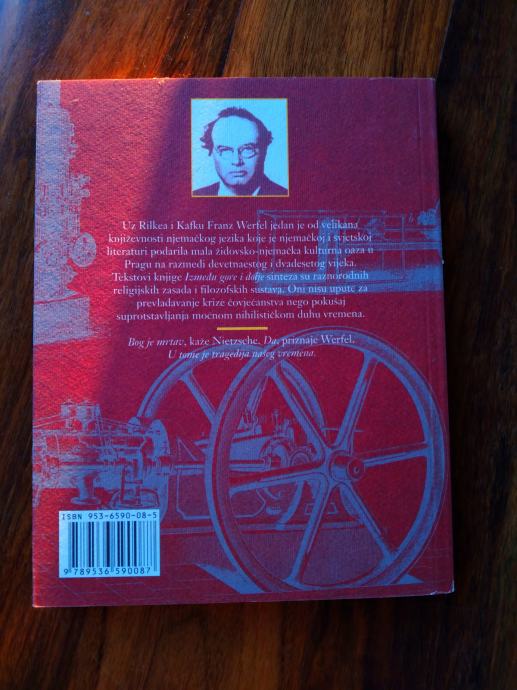 Uz Rilkea i Kafku Franz Werfel jedan je od velikana
književnosti njemačkog jezika koje je njemačkoj i svjetskoj
literaturi podarila mala židovsko-njemačka kulturna oaza u
Pragu na razmeđi devetnaestog i dvadesetog vijeka.
Tekstovi knjige Između gore i dolje sinteza su raznorodnih
religijskih zasada i filozofskih sustava. Oni nisu upute za
prevladavanje krize čovječanstva nego pokušaj
suprotstavljanja moćnom nihilističkom duhu vremena.
Bog je mrtav, kaže Nietzsche. Da, priznaje Werfel.
U tome je tragedija našeg vremena.
ISBN 953-6590-08-5
9 789536 590087